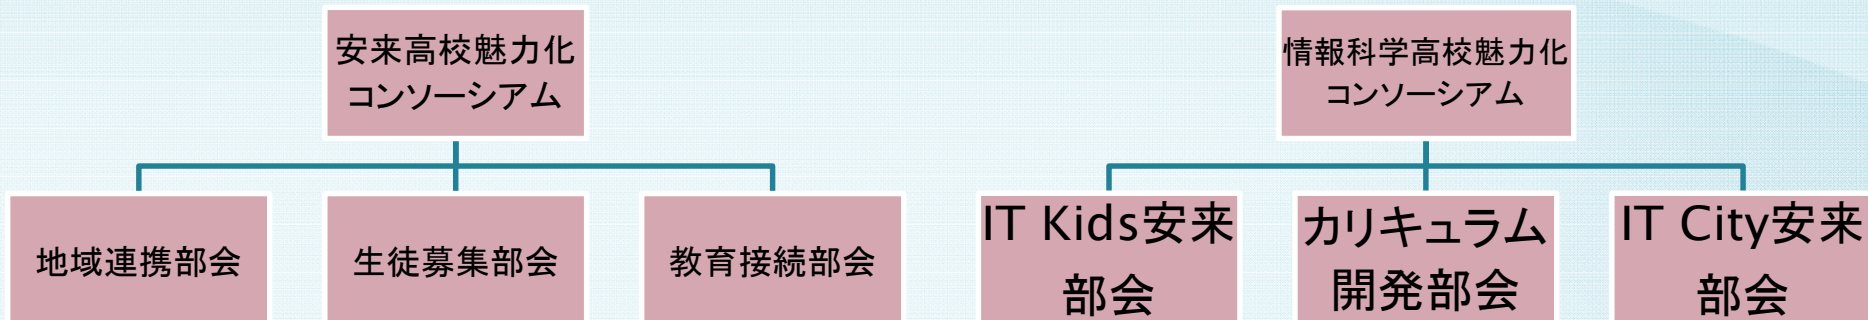 安来高校魅力化
コンソーシアム
情報科学高校魅力化
コンソーシアム
地域連携部会
生徒募集部会
教育接続部会
IT Kids安来
部会
カリキュラム
開発部会
IT City安来
部会